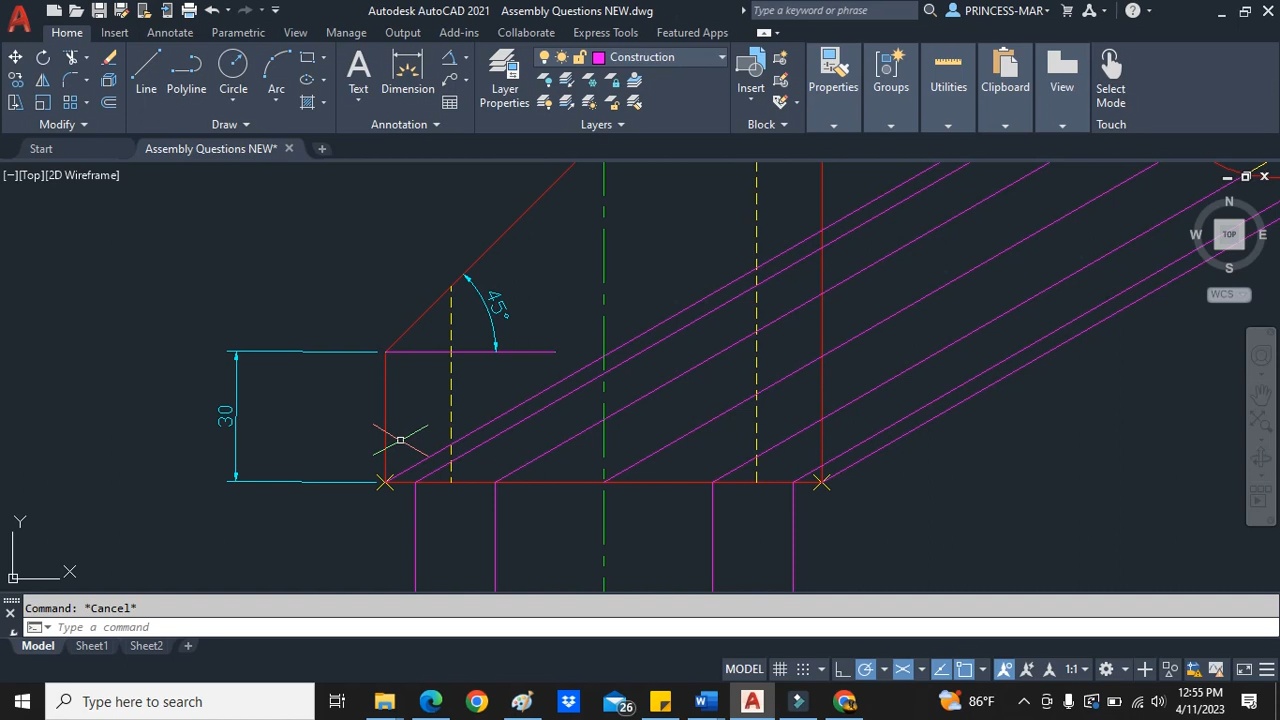 Autodesk AutoCAD 2021 Assembly Questions NEW.dwg
Type a keyword or phrase
PRINCESS-MAR
Home Insert Annotate Parametric View Manage Output Add-ins Collaborate Express Tools Featured Apps
Line Polyline Circle Arc
Text Dimension
Layer Properties
Construction
Insert
Properties Groups Utilities Clipboard View
Select Mode
Modify Draw Annotation Layers Block Touch
Start Assembly Questions NEW*
[−][Top][2D Wireframe]
N
W TOP E
S
WCS
45°
30
Y
X
Command: *Cancel*
Type a command
Model Sheet1 Sheet2
MODEL 1:1
Type here to search
26
86°F
12:55 PM
4/11/2023